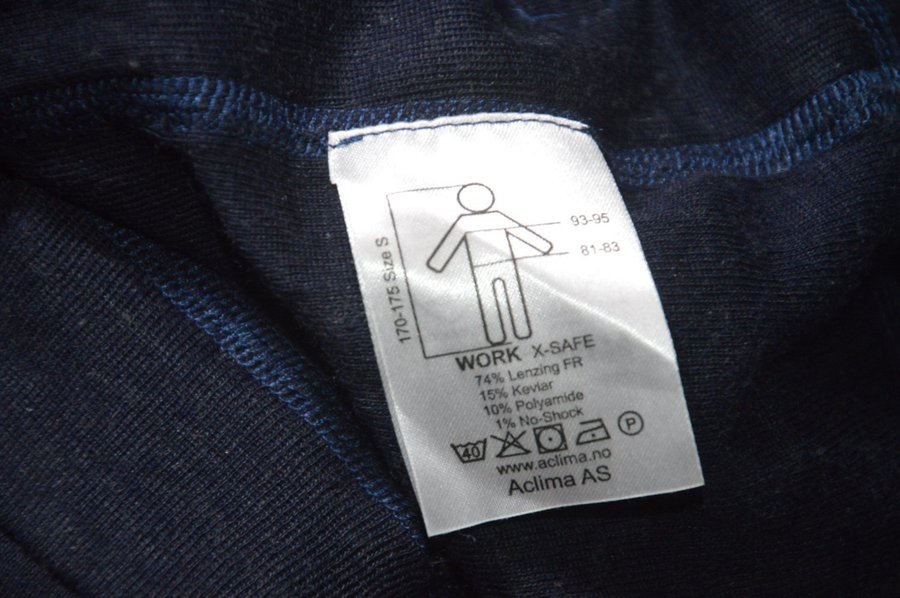 93-95
81-83
170-175 Size S
WORK X-SAFE
74% Lenzing FR
15% Kevlar
10% Polyamide
1% No-Shock
40 P
www.aclima.no
Aclima AS